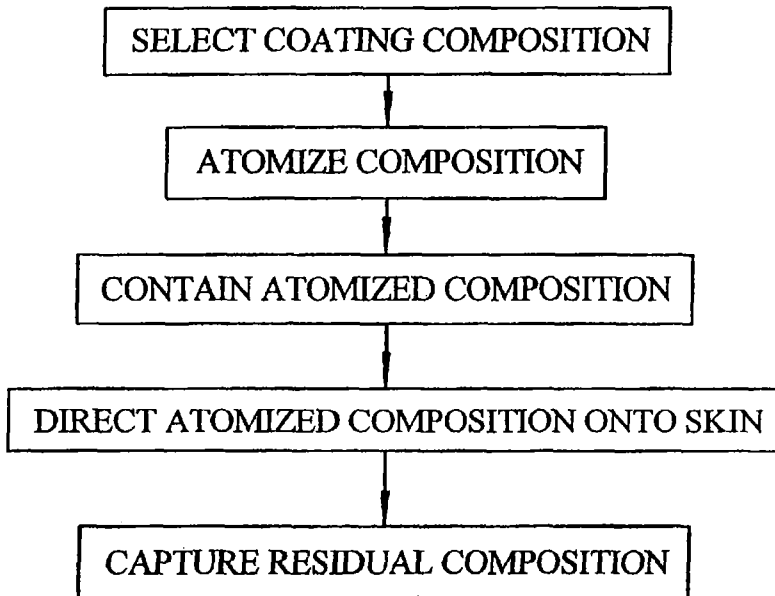 SELECT COATING COMPOSITION
ATOMIZE COMPOSITION
CONTAIN ATOMIZED COMPOSITION
DIRECT ATOMIZED COMPOSITION ONTO SKIN
CAPTURE RESIDUAL COMPOSITION